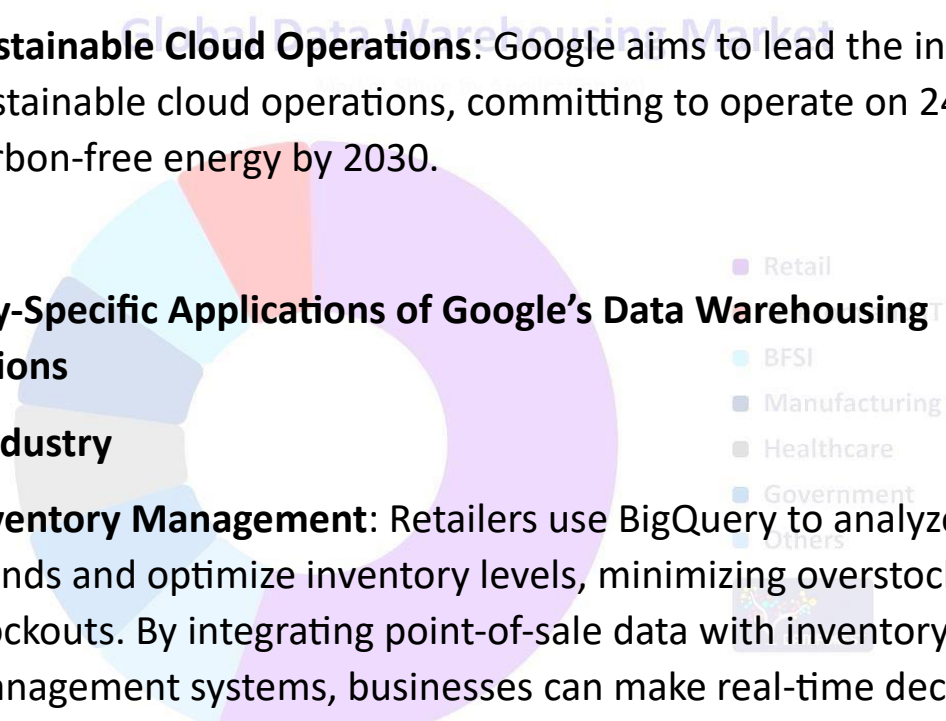 Global Data Warehousing Market
stainable Cloud Operations: Google aims to lead the in
stainable cloud operations, committing to operate on 24
rbon-free energy by 2030.
Retail
y-Specific Applications of Google’s Data Warehousing
ions
BFSI
Manufacturing
dustry
Healthcare
Government
ventory Management: Retailers use BigQuery to analyze
Others
nds and optimize inventory levels, minimizing overstock
ockouts. By integrating point-of-sale data with inventory
anagement systems, businesses can make real-time dec